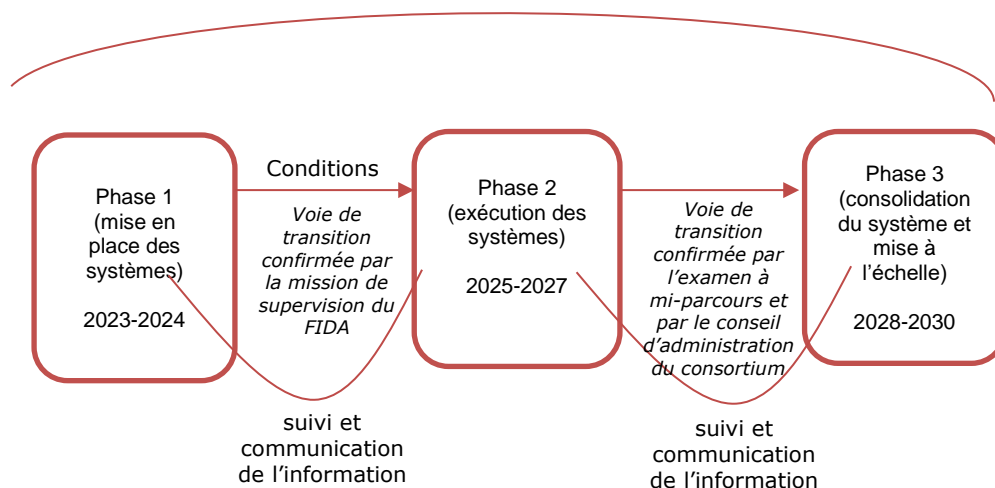 Phase 1
(mise en
place des
systèmes)
2023-2024
Conditions
Voie de
transition
confirmée par
la mission de
supervision du
FIDA
suivi et
communication
de l'information
Phase 2
(exécution des
systèmes)
2025-2027
Voie de
transition
confirmée par
l'examen à
mi-parcours et
par le conseil
d'administration
du consortium
suivi et
communication
de l'information
Phase 3
(consolidation
du système et
mise à
l'échelle)
2028-2030